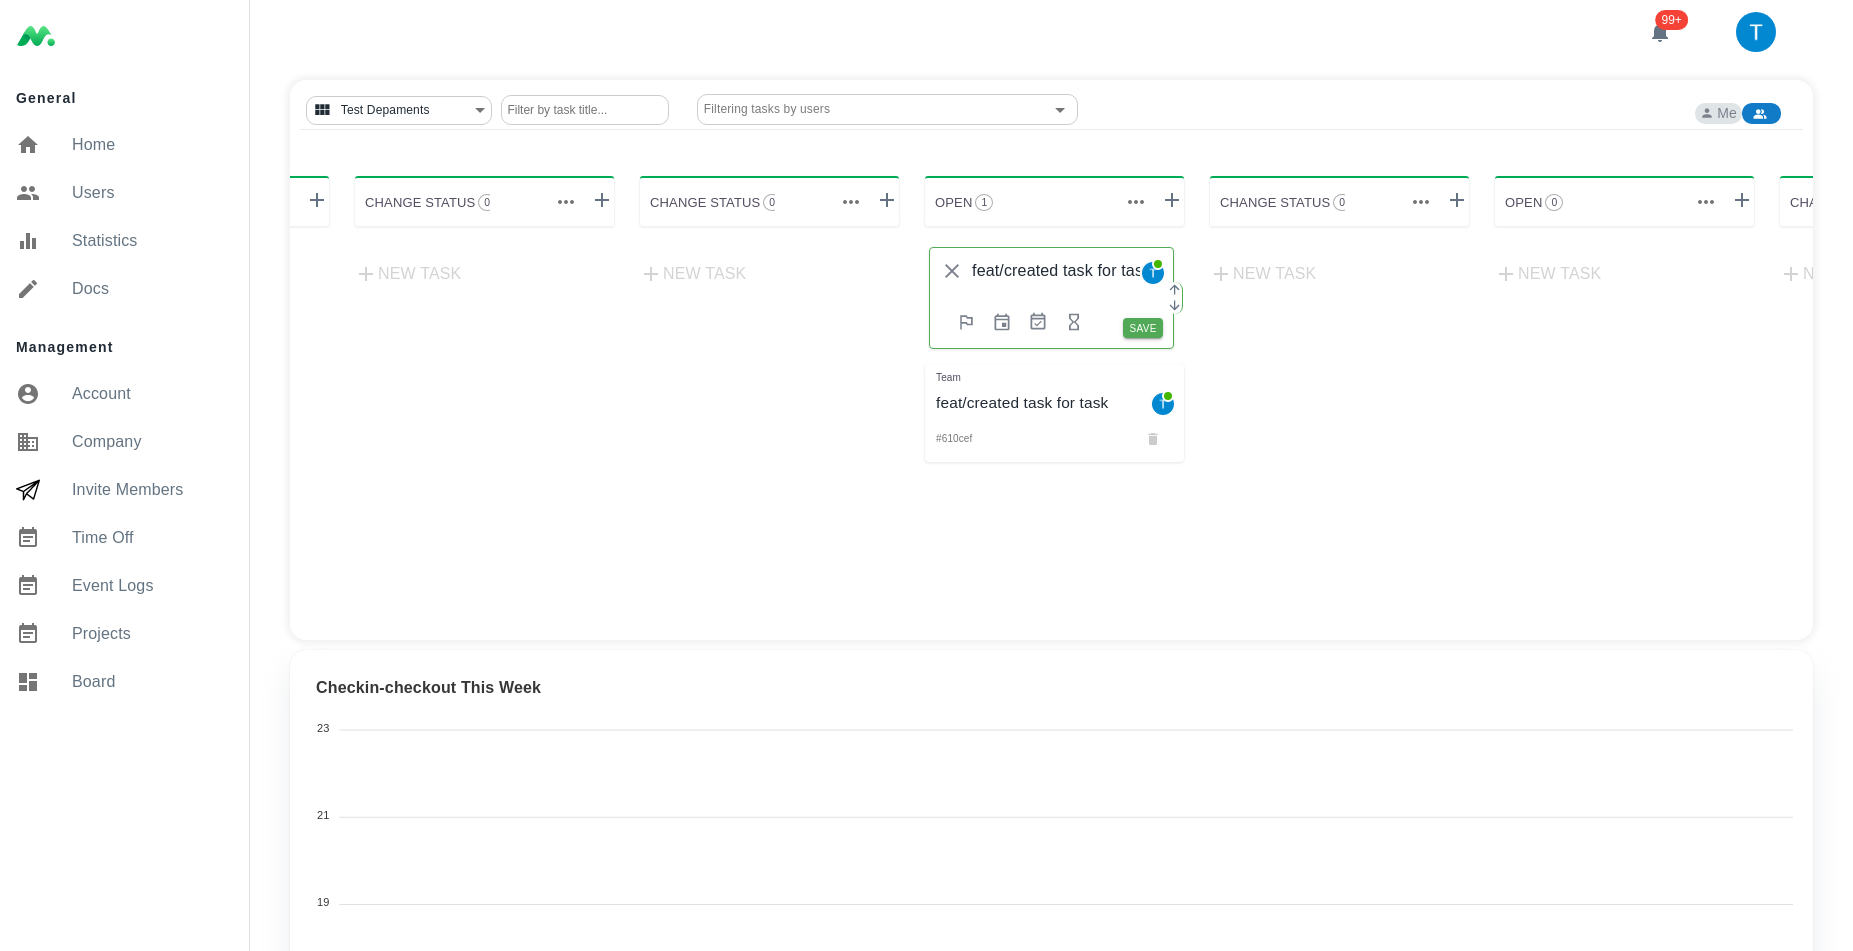 99+
T
General
Home
Users
Statistics
Docs
Management
Account
Company
Invite Members
Time Off
Event Logs
Projects
Board
Test Depaments
Filter by task title...
Filtering tasks by users
Me
CHANGE STATUS 0
CHANGE STATUS 0
OPEN 1
CHANGE STATUS 0
OPEN 0
CHA
NEW TASK
NEW TASK
feat/created task for tas
T
SAVE
NEW TASK
NEW TASK
N
Team
feat/created task for task
T
#610cef
Checkin-checkout This Week
23
21
19